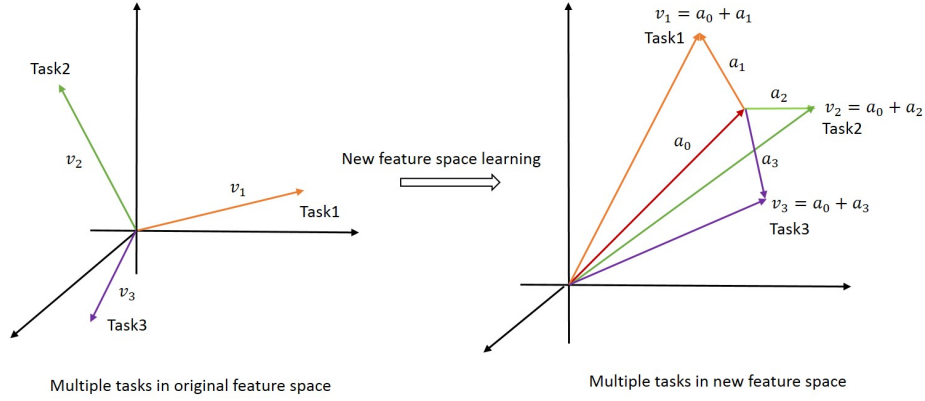 Task2
v₂
v₁
Task1
v₃
Task3
Multiple tasks in original feature space
New feature space learning
v₁ = a₀ + a₁
Task1
a₁
a₂
v₂ = a₀ + a₂
Task2
a₀
a₃
v₃ = a₀ + a₃
Task3
Multiple tasks in new feature space